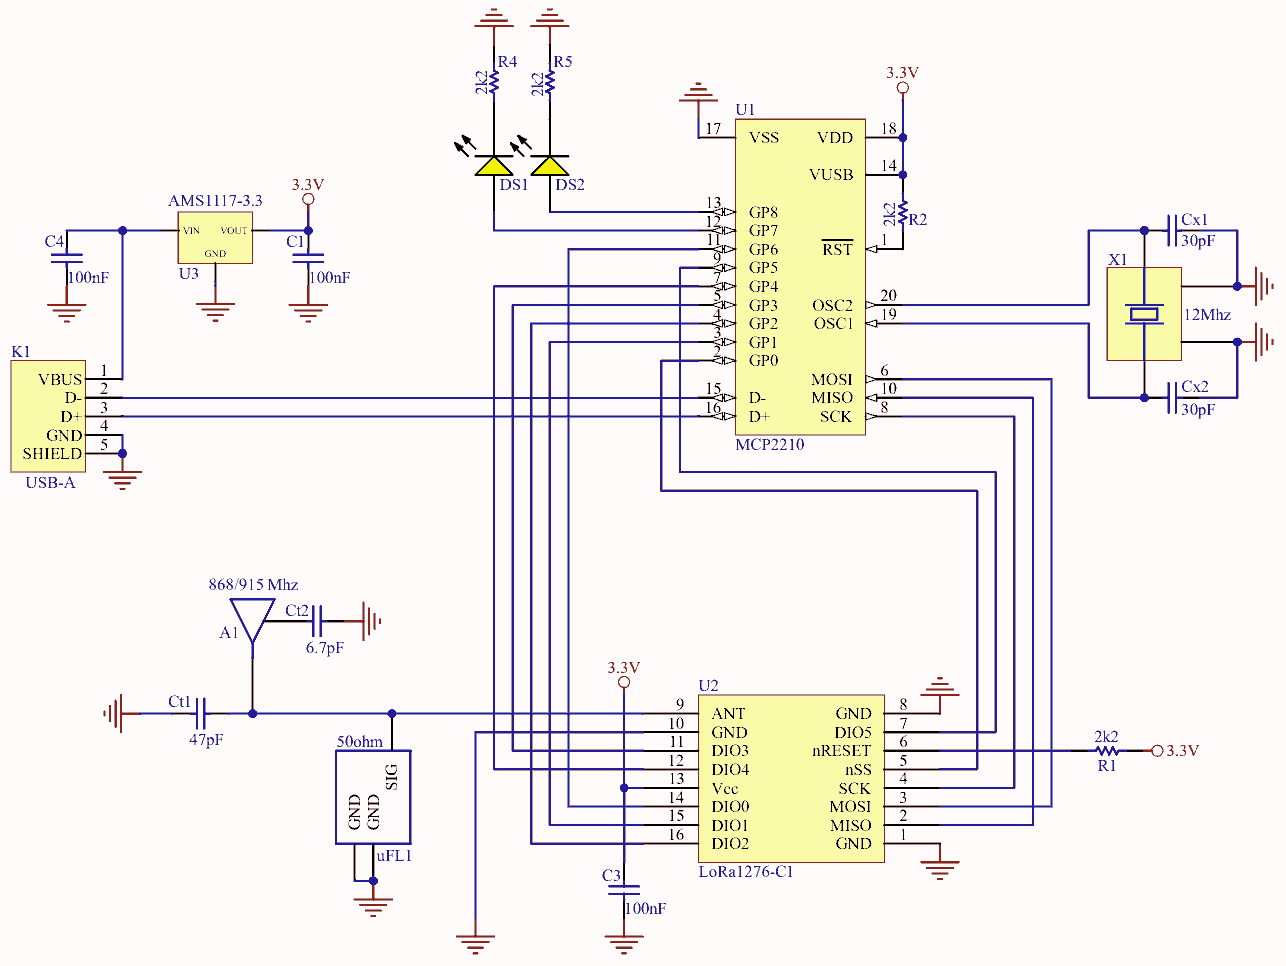 R4
2k2
R5
2k2
DS1
DS2
AMS1117-3.3
VIN
VOUT
GND
U3
3.3V
C4
100nF
C1
100nF
K1
VBUS
D-
D+
GND
SHIELD
1
2
3
4
5
USB-A
U1
17
VSS
13
GP8
12
GP7
11
GP6
9
GP5
7
GP4
5
GP3
4
GP2
3
GP1
2
GP0
15
D-
16
D+
VDD
18
VUSB
14
RST
1
OSC2
20
OSC1
19
MOSI
6
MISO
10
SCK
8
MCP2210
3.3V
2k2
R2
Cx1
30pF
X1
12Mhz
Cx2
30pF
868/915 Mhz
A1
Ct2
6.7pF
Ct1
47pF
50ohm
SIG
GND
GND
uFL1
3.3V
C3
100nF
U2
9
ANT
10
GND
11
DIO3
12
DIO4
13
Vcc
14
DIO0
15
DIO1
16
DIO2
GND
8
DIO5
7
nRESET
6
nSS
5
SCK
4
MOSI
3
MISO
2
GND
1
LoRa1276-C1
2k2
R1
3.3V